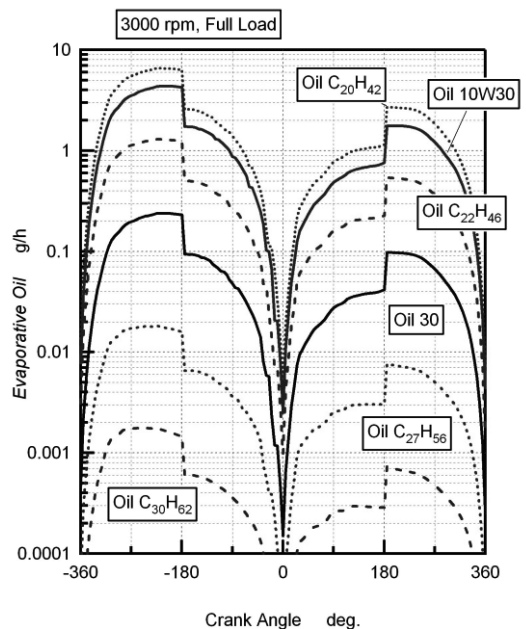 3000 rpm, Full Load
Evaporative Oil g/h
10
1
0.1
0.01
0.001
0.0001
Oil C₂₀H₄₂
Oil 10W30
Oil C₂₂H₄₆
Oil 30
Oil C₂₇H₅₆
Oil C₃₀H₆₂
-360 -180 0 180 360
Crank Angle deg.